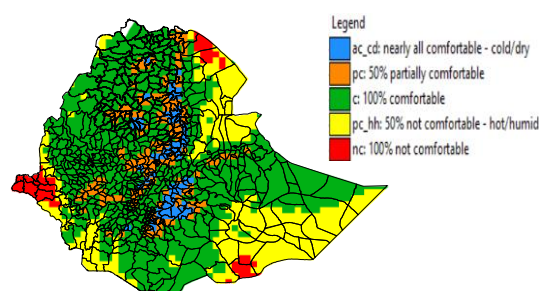 Legend
ac_cd: nearly all comfortable - cold/dry
pc: 50% partially comfortable
c: 100% comfortable
pc_hh: 50% not comfortable - hot/humid
nc: 100% not comfortable